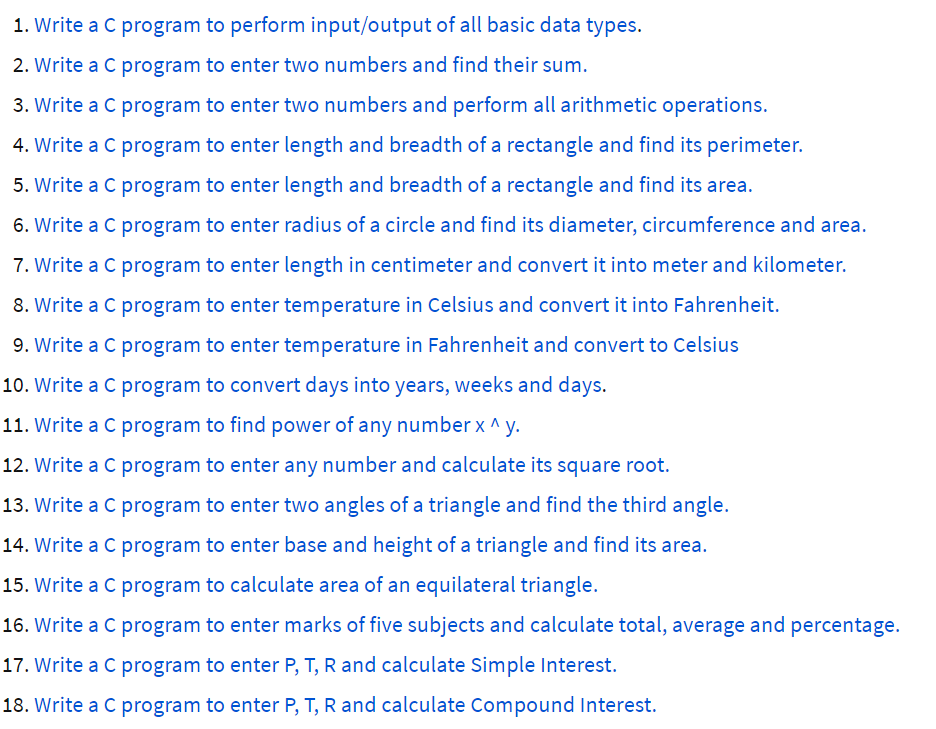 1. Write a C program to perform input/output of all basic data types.
2. Write a C program to enter two numbers and find their sum.
3. Write a C program to enter two numbers and perform all arithmetic operations.
4. Write a C program to enter length and breadth of a rectangle and find its perimeter.
5. Write a C program to enter length and breadth of a rectangle and find its area.
6. Write a C program to enter radius of a circle and find its diameter, circumference and area.
7. Write a C program to enter length in centimeter and convert it into meter and kilometer.
8. Write a C program to enter temperature in Celsius and convert it into Fahrenheit.
9. Write a C program to enter temperature in Fahrenheit and convert to Celsius
10. Write a C program to convert days into years, weeks and days.
11. Write a C program to find power of any number x ^ y.
12. Write a C program to enter any number and calculate its square root.
13. Write a C program to enter two angles of a triangle and find the third angle.
14. Write a C program to enter base and height of a triangle and find its area.
15. Write a C program to calculate area of an equilateral triangle.
16. Write a C program to enter marks of five subjects and calculate total, average and percentage.
17. Write a C program to enter P, T, R and calculate Simple Interest.
18. Write a C program to enter P, T, R and calculate Compound Interest.